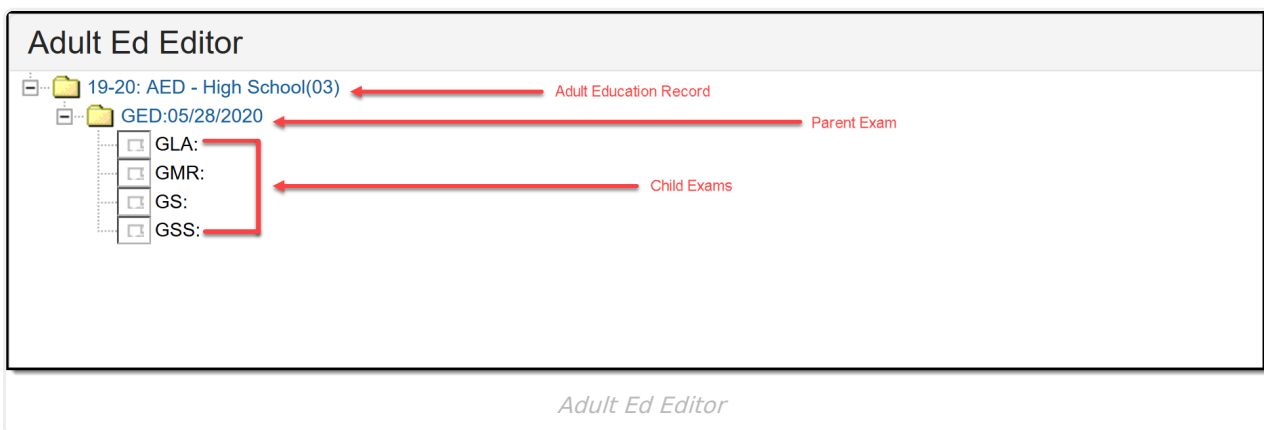 Adult Ed Editor
19-20: AED - High School(03)
Adult Education Record
GED:05/28/2020
Parent Exam
GLA:
GMR:
Child Exams
GS:
GSS:
Adult Ed Editor